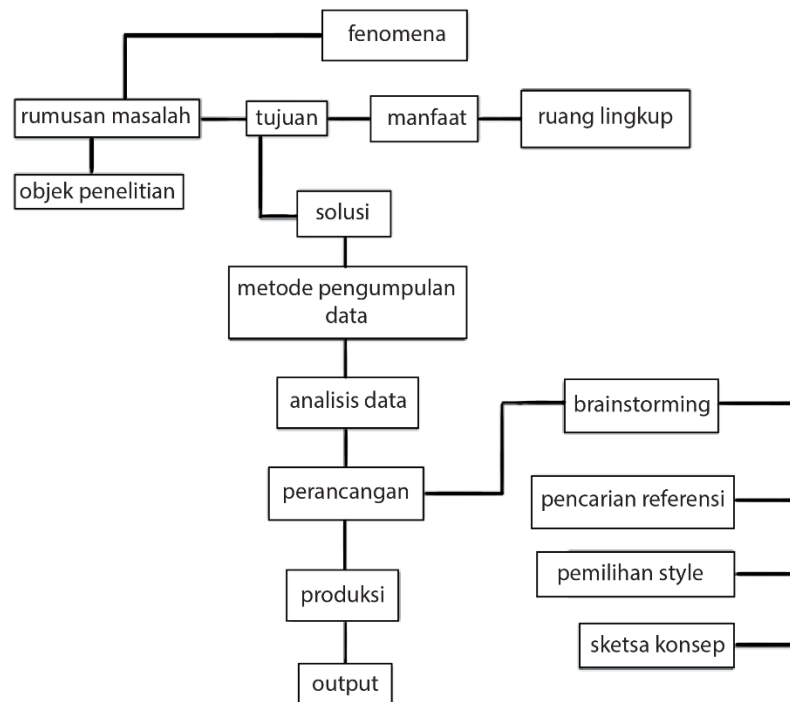 fenomena
rumusan masalah
tujuan
manfaat
ruang lingkup
objek penelitian
solusi
metode pengumpulan
data
analisis data
brainstorming
perancangan
pencarian referensi
pemilihan style
produksi
sketsa konsep
output